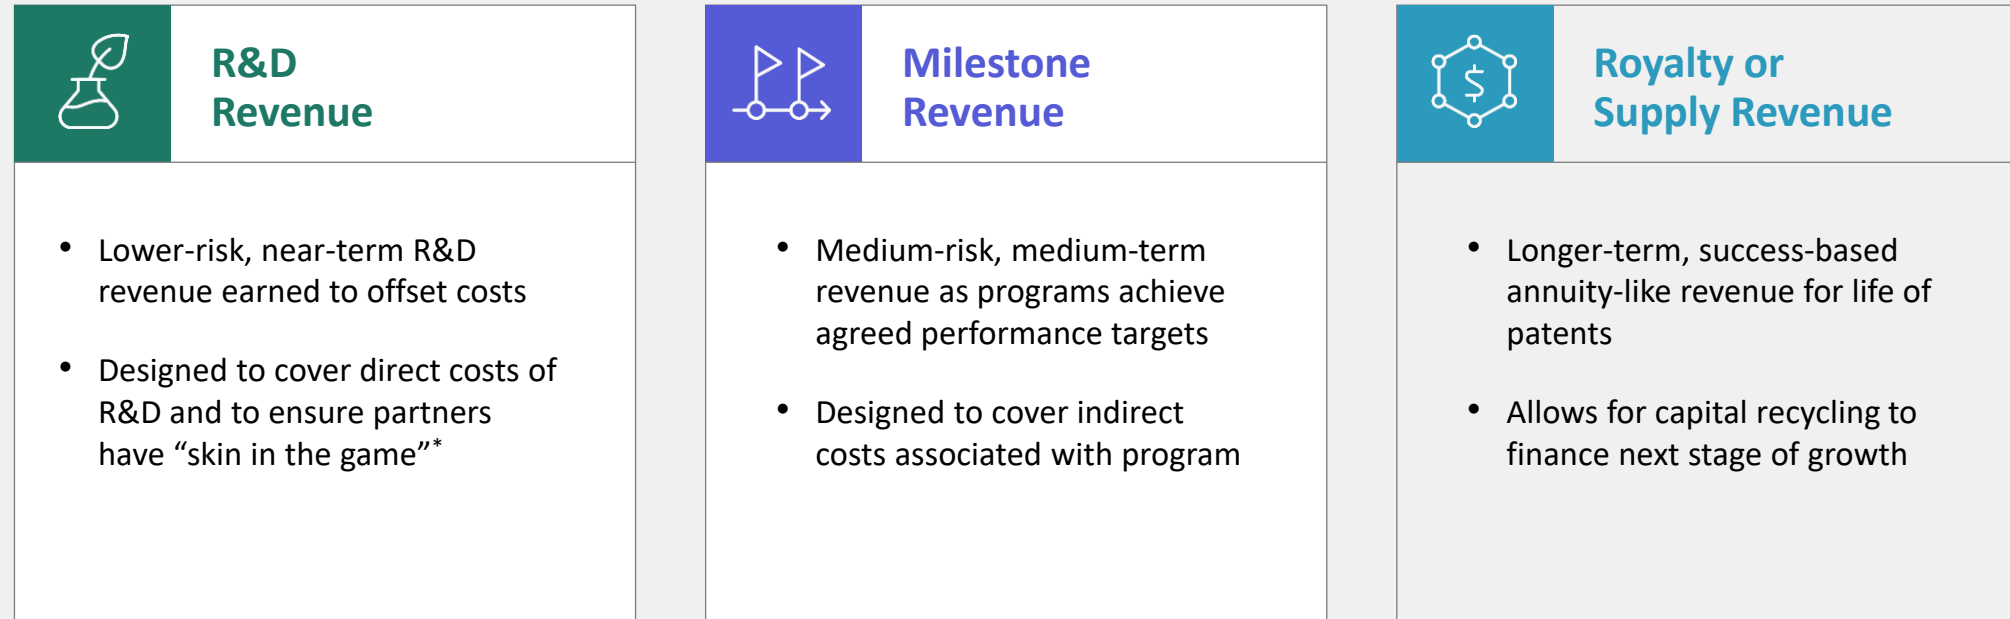 R&D
Revenue
• Lower-risk, near-term R&D
revenue earned to offset costs
• Designed to cover direct costs of
R&D and to ensure partners
have “skin in the game”*
Milestone
Revenue
• Medium-risk, medium-term
revenue as programs achieve
agreed performance targets
• Designed to cover indirect
costs associated with program
$
Royalty or
Supply Revenue
• Longer-term, success-based
annuity-like revenue for life of
patents
• Allows for capital recycling to
finance next stage of growth